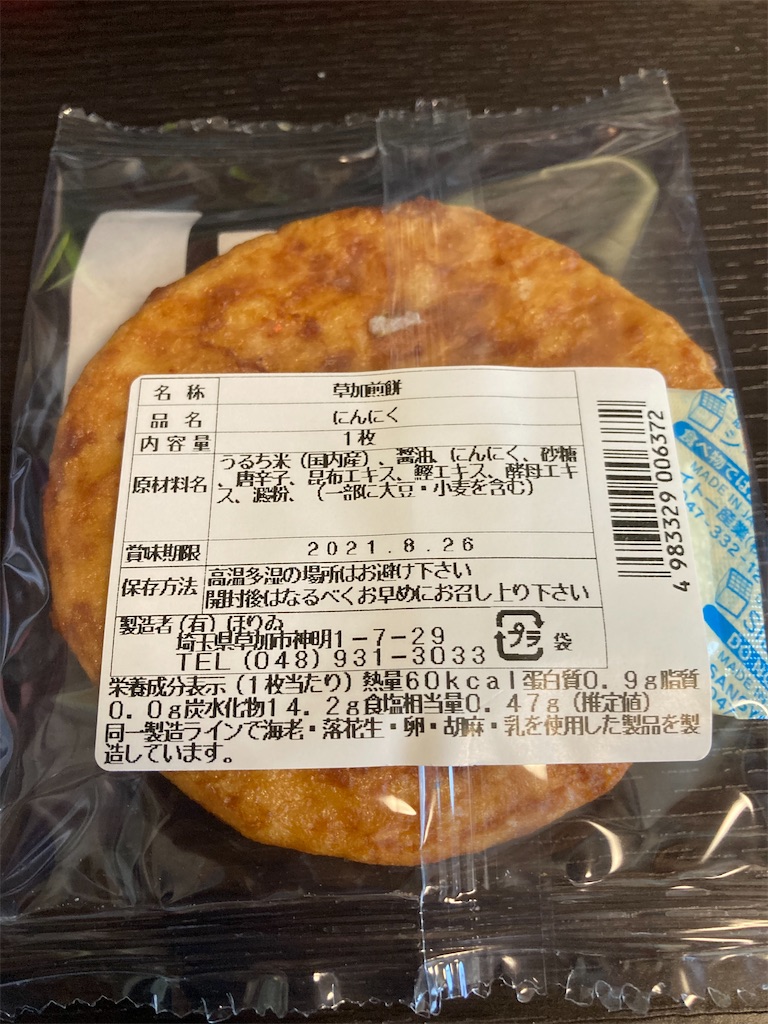 名称 草加煎餅
品名 にんにく
内容量 1枚
原材料名 うるち米（国内産）、醤油、にんにく、砂糖
、唐辛子、昆布エキス、鰹エキス、酵母エキ
ス、澱粉、（一部に大豆・小麦を含む）
賞味期限 2021.8.26
保存方法 高温多湿の場所はお避け下さい
開封後はなるべくお早めにお召し上り下さい
製造者 (有) ほりゐ
埼玉県草加市神明1-7-29
TEL (048) 931-3033
プラ 袋
栄養成分表示（1枚当たり）熱量60kcal蛋白質0.9g脂質
0.0g炭水化物14.2g食塩相当量0.47g（推定値）
同一製造ラインで海老・落花生・卵・胡麻・乳を使用した製品を製
造しています。
4 983329 006372
食べ物では
MADE IN